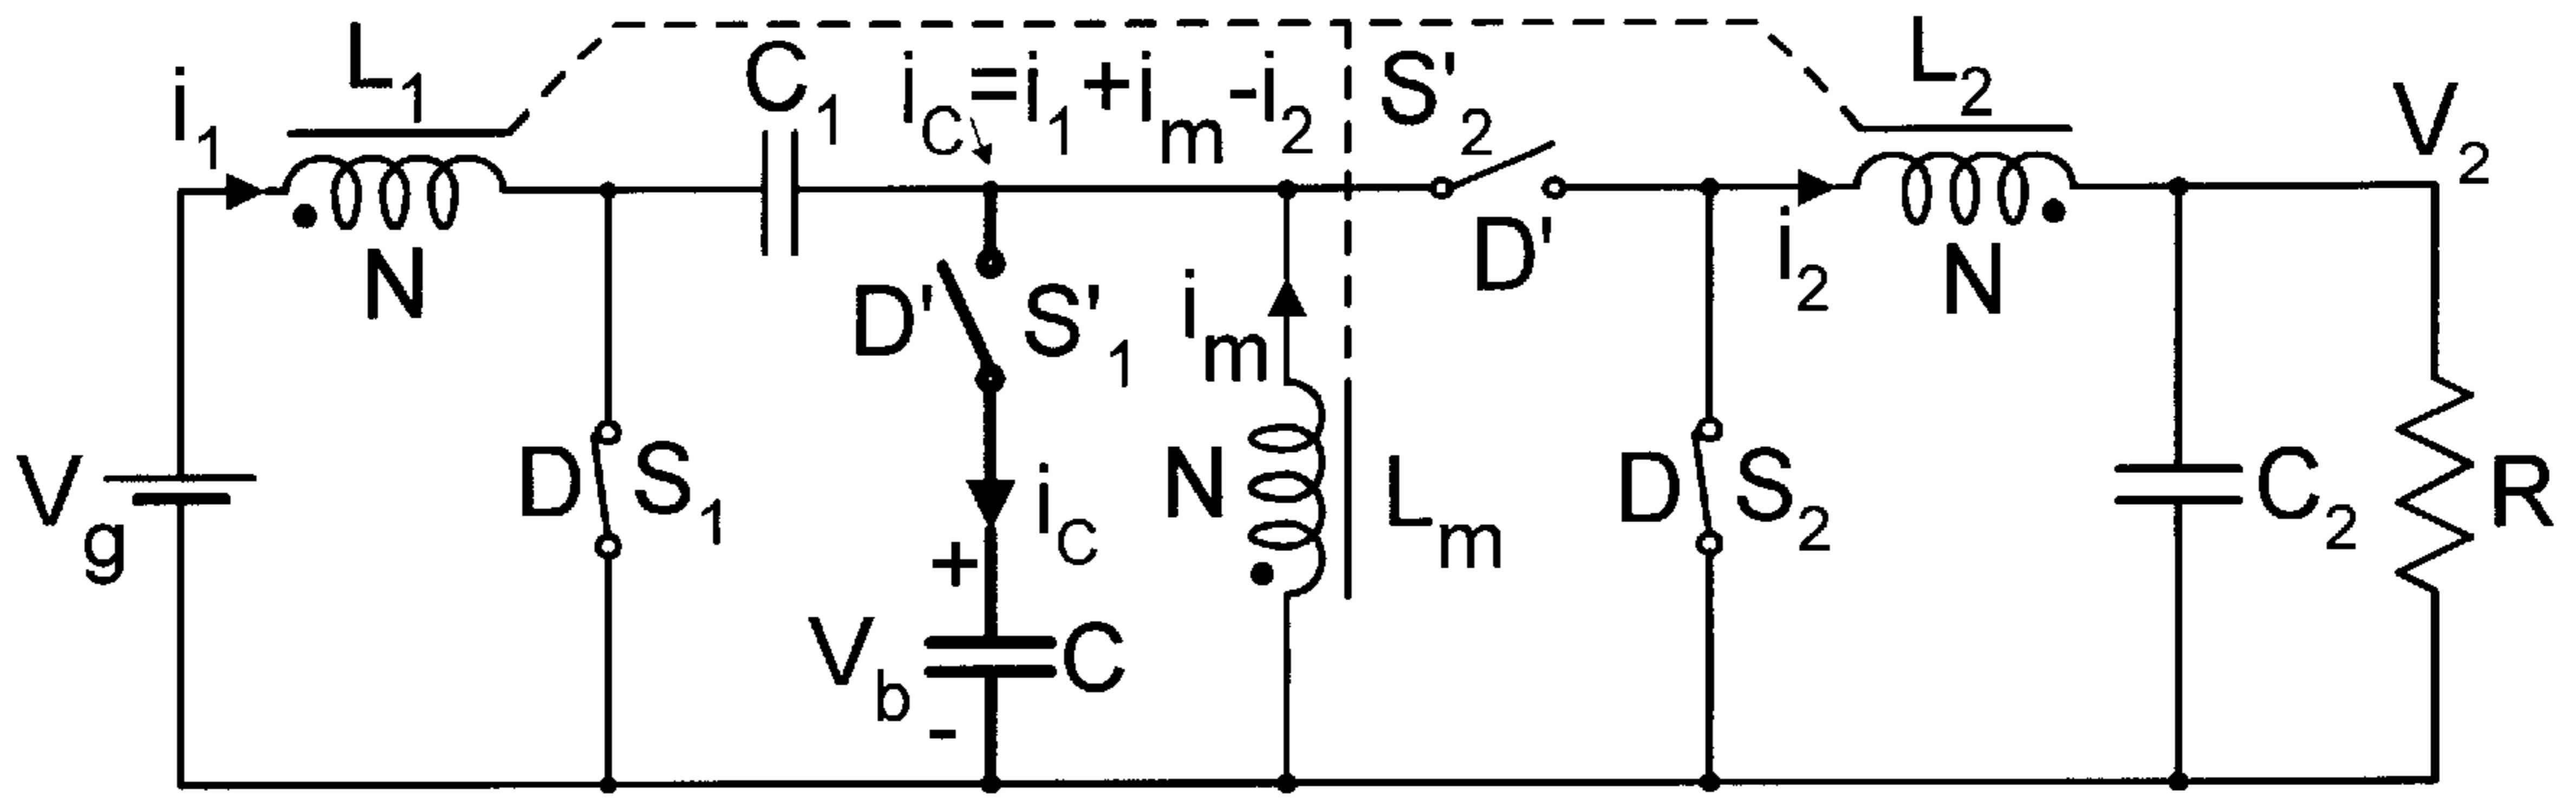 i1
L1
N
C1
iC=i1+im-i2
S'2
D'
L2
i2
N
V2
Vg
D
S1
D'
S'1
iC
+
Vb
-
C
im
N
Lm
D
S2
C2
R